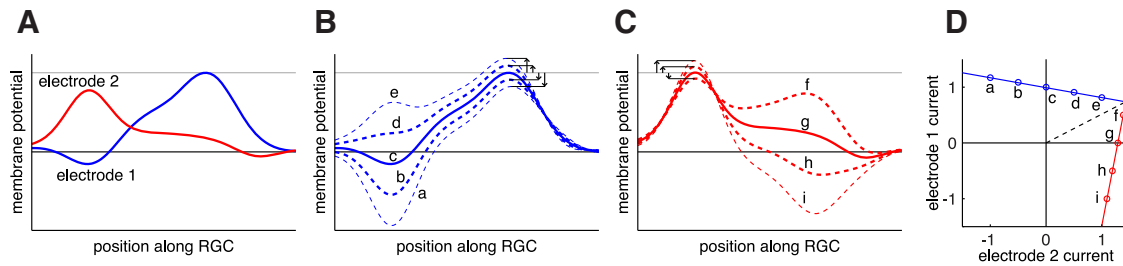 A
membrane potential
electrode 2
electrode 1
position along RGC
B
membrane potential
e
d
c
b
a
position along RGC
C
membrane potential
f
g
h
i
position along RGC
D
electrode 1 current
1
0
-1
a
b
c
d
e
f
g
h
i
-1
0
1
electrode 2 current